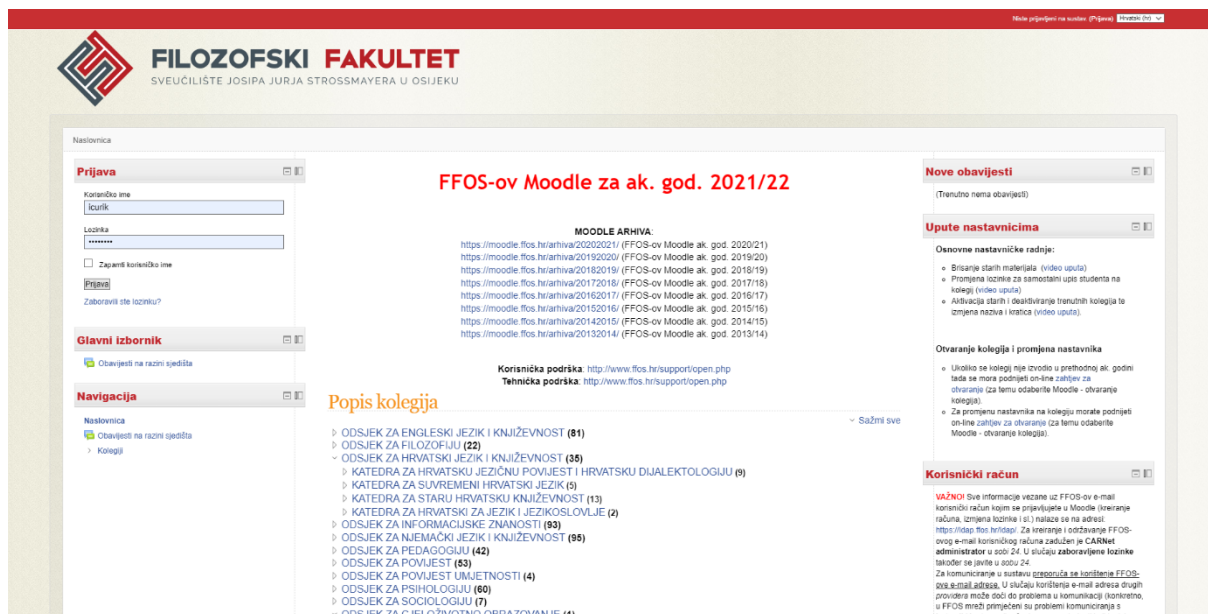 Niste prijavljeni na sustav. (Prijava) Hrvatski (hr)
FILOZOFSKI FAKULTET
SVEUČILIŠTE JOSIPA JURJA STROSSMAYERA U OSIJEKU
Naslovnica
Prijava
Korisničko ime
icurik
Lozinka
••••••••
Zapamti korisničko ime
Prijava
Zaboravili ste lozinku?
Glavni izbornik
Obavijesti na razini sjedišta
Navigacija
Naslovnica
Obavijesti na razini sjedišta
Kolegiji
FFOS-ov Moodle za ak. god. 2021/22
MOODLE ARHIVA:
https://moodle.ffos.hr/arhiva/20202021/ (FFOS-ov Moodle ak. god. 2020/21)
https://moodle.ffos.hr/arhiva/20192020/ (FFOS-ov Moodle ak. god. 2019/20)
https://moodle.ffos.hr/arhiva/20182019/ (FFOS-ov Moodle ak. god. 2018/19)
https://moodle.ffos.hr/arhiva/20172018/ (FFOS-ov Moodle ak. god. 2017/18)
https://moodle.ffos.hr/arhiva/20162017/ (FFOS-ov Moodle ak. god. 2016/17)
https://moodle.ffos.hr/arhiva/20152016/ (FFOS-ov Moodle ak. god. 2015/16)
https://moodle.ffos.hr/arhiva/20142015/ (FFOS-ov Moodle ak. god. 2014/15)
https://moodle.ffos.hr/arhiva/20132014/ (FFOS-ov Moodle ak. god. 2013/14)
Korisnička podrška: http://www.ffos.hr/support/open.php
Tehnička podrška: http://www.ffos.hr/support/open.php
Popis kolegija
Sažmi sve
ODSJEK ZA ENGLESKI JEZIK I KNJIŽEVNOST (81)
ODSJEK ZA FILOZOFIJU (22)
ODSJEK ZA HRVATSKI JEZIK I KNJIŽEVNOST (35)
KATEDRA ZA HRVATSKU JEZIČNU POVIJEST I HRVATSKU DIJALEKTOLOGIJU (9)
KATEDRA ZA SUVREMENI HRVATSKI JEZIK (5)
KATEDRA ZA STARU HRVATSKU KNJIŽEVNOST (13)
KATEDRA ZA HRVATSKI ZA JEZIK I JEZIKOSLOVLJE (2)
ODSJEK ZA INFORMACIJSKE ZNANOSTI (93)
ODSJEK ZA NJEMAČKI JEZIK I KNJIŽEVNOST (95)
ODSJEK ZA PEDAGOGIJU (42)
ODSJEK ZA POVIJEST (53)
ODSJEK ZA POVIJEST UMJETNOSTI (4)
ODSJEK ZA PSIHOLOGIJU (60)
ODSJEK ZA SOCIOLOGIJU (7)
ODSJEK ZA CJELOŽIVOTNO OBRAZOVANJE
Nove obavijesti
(Trenutno nema obavijesti)
Upute nastavnicima
Osnovne nastavničke radnje:
Brisanje starih materijala (video uputa)
Promjena lozinke za samostalni upis studenta na
kolegij (video uputa)
Aktivacija starih i deaktiviranje trenutnih kolegija te
izmjena naziva i kratica (video uputa).
Otvaranje kolegija i promjena nastavnika
Ukoliko se kolegij nije izvodio u prethodnoj ak. godini
tada se mora podnijeti on-line zahtjev za
otvaranje (za temu odaberite Moodle - otvaranje
kolegija).
Za promjenu nastavnika na kolegiju morate podnijeti
on-line zahtjev za otvaranje (za temu odaberite
Moodle - otvaranje kolegija).
Korisnički račun
VAŽNO! Sve informacije vezane uz FFOS-ov e-mail
korisnički račun kojim se prijavljujete u Moodle (kreiranje
računa, izmjena lozinke i sl.) nalaze se na adresi:
https://ldap.ffos.hr/ldap/. Za kreiranje i održavanje FFOS-
ovog e-mail korisničkog računa zadužen je CARNet
administrator u sobi 24. U slučaju zaboravljene lozinke
također se javite u sobu 24.
Za komuniciranje u sustavu preporuča se korištenje FFOS-
ove e-mail adrese. U slučaju korištenja e-mail adresa drugih
providera može doći do problema u komunikaciji (konkretno,
u FFOS mreži primjećeni su problemi komuniciranja s